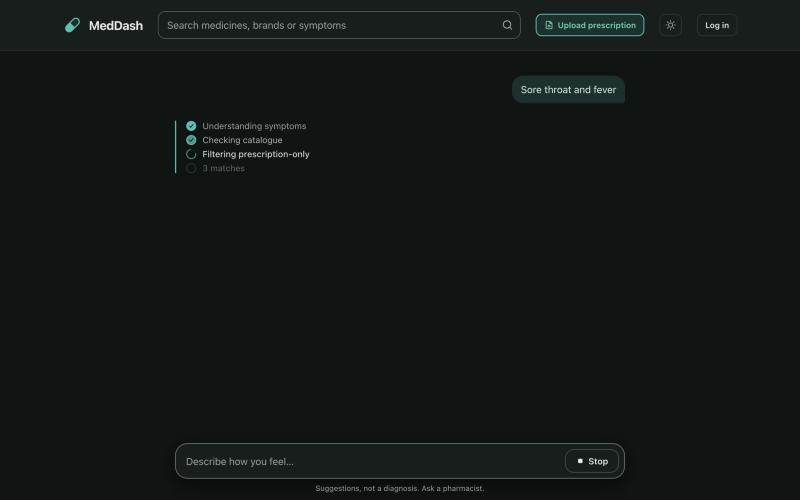 MedDash
Search medicines, brands or symptoms
Upload prescription
Log in
Sore throat and fever
Understanding symptoms
Checking catalogue
Filtering prescription-only
3 matches
Describe how you feel...
Stop
Suggestions, not a diagnosis. Ask a pharmacist.